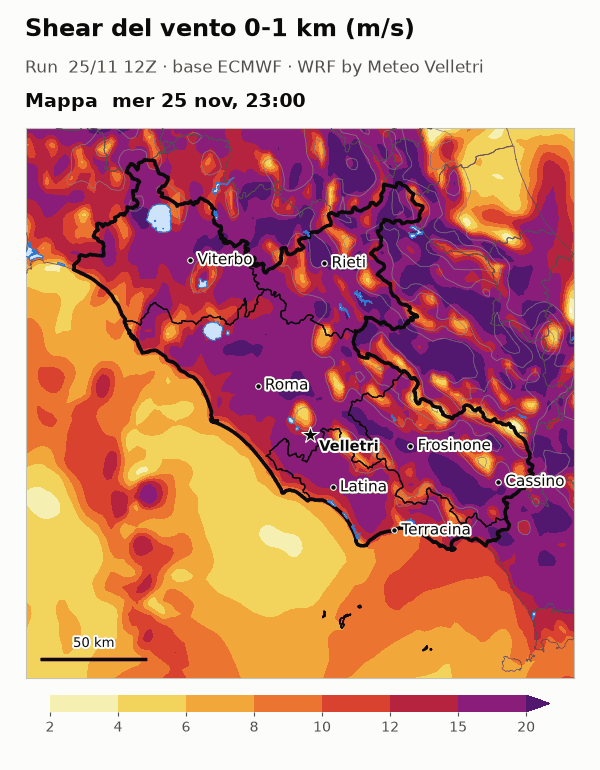 Shear del vento 0-1 km (m/s)
Run  25/11 12Z · base ECMWF · WRF by Meteo Velletri
Mappa  mer 25 nov, 23:00
Viterbo
Rieti
Roma
Velletri
Frosinone
Cassino
Latina
Terracina
50 km
2 4 6 8 10 12 15 20